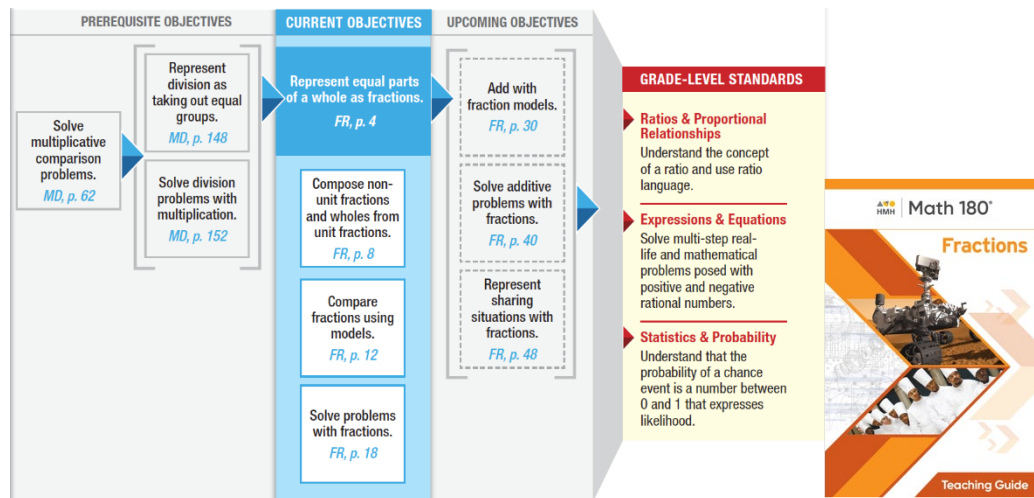 PREREQUISITE OBJECTIVES
Solve
multiplicative
comparison
problems.
MD, p. 62
Represent
division as
taking out equal
groups.
MD, p. 148
Solve division
problems with
multiplication.
MD, p. 152
CURRENT OBJECTIVES
Represent equal parts
of a whole as fractions.
FR, p. 4
Compose non-
unit fractions
and wholes from
unit fractions.
FR, p. 8
Compare
fractions using
models.
FR, p. 12
Solve problems
with fractions.
FR, p. 18
UPCOMING OBJECTIVES
Add with
fraction models.
FR, p. 30
Solve additive
problems with
fractions.
FR, p. 40
Represent
sharing
situations with
fractions.
FR, p. 48
GRADE-LEVEL STANDARDS
Ratios & Proportional
Relationships
Understand the concept
of a ratio and use ratio
language.
Expressions & Equations
Solve multi-step real-
life and mathematical
problems posed with
positive and negative
rational numbers.
Statistics & Probability
Understand that the
probability of a chance
event is a number between
0 and 1 that expresses
likelihood.
HMH
Math 180®
Fractions
Teaching Guide